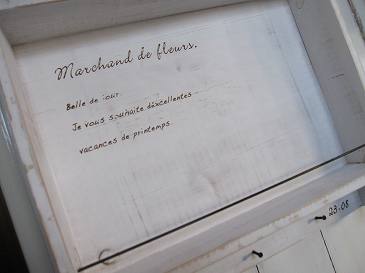 Marchand de fleurs.
Belle de jour.
Je vous souhaite d'excellentes
vacances de printemps.
23-08